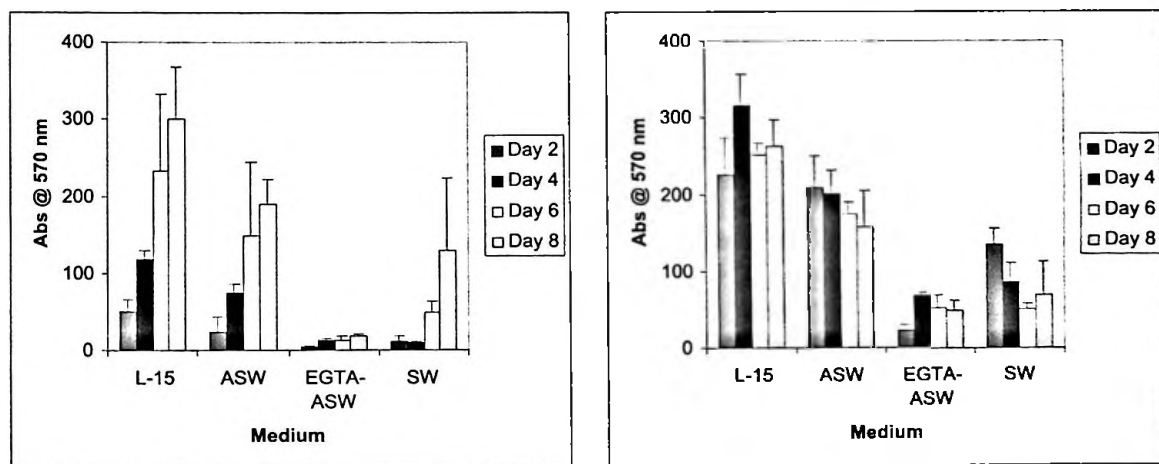 400
300
200
100
0
Abs @ 570 nm
L-15 ASW EGTA- SW
ASW
Medium
Day 2
Day 4
Day 6
Day 8
400
300
200
100
0
Abs @ 570 nm
L-15 ASW EGTA- SW
ASW
Medium
Day 2
Day 4
Day 6
Day 8